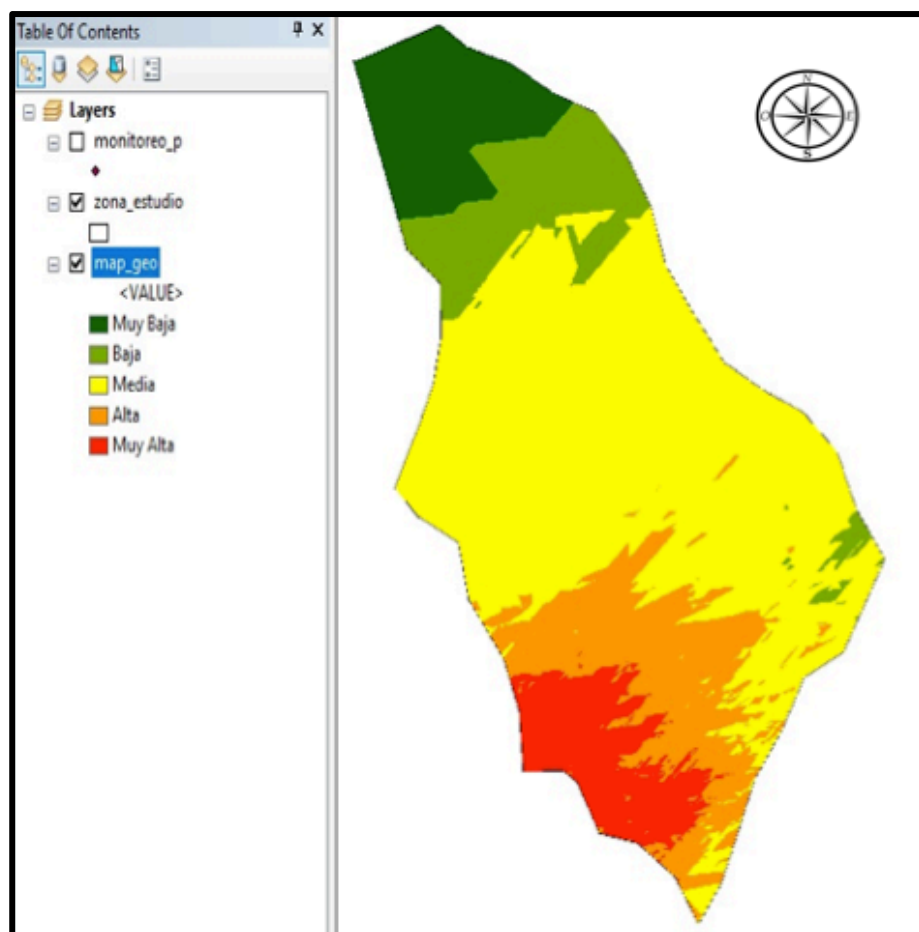 Table Of Contents
Layers
monitoreo_p
zona_estudio
map_geo
<VALUE>
Muy Baja
Baja
Media
Alta
Muy Alta
N
O
E
S